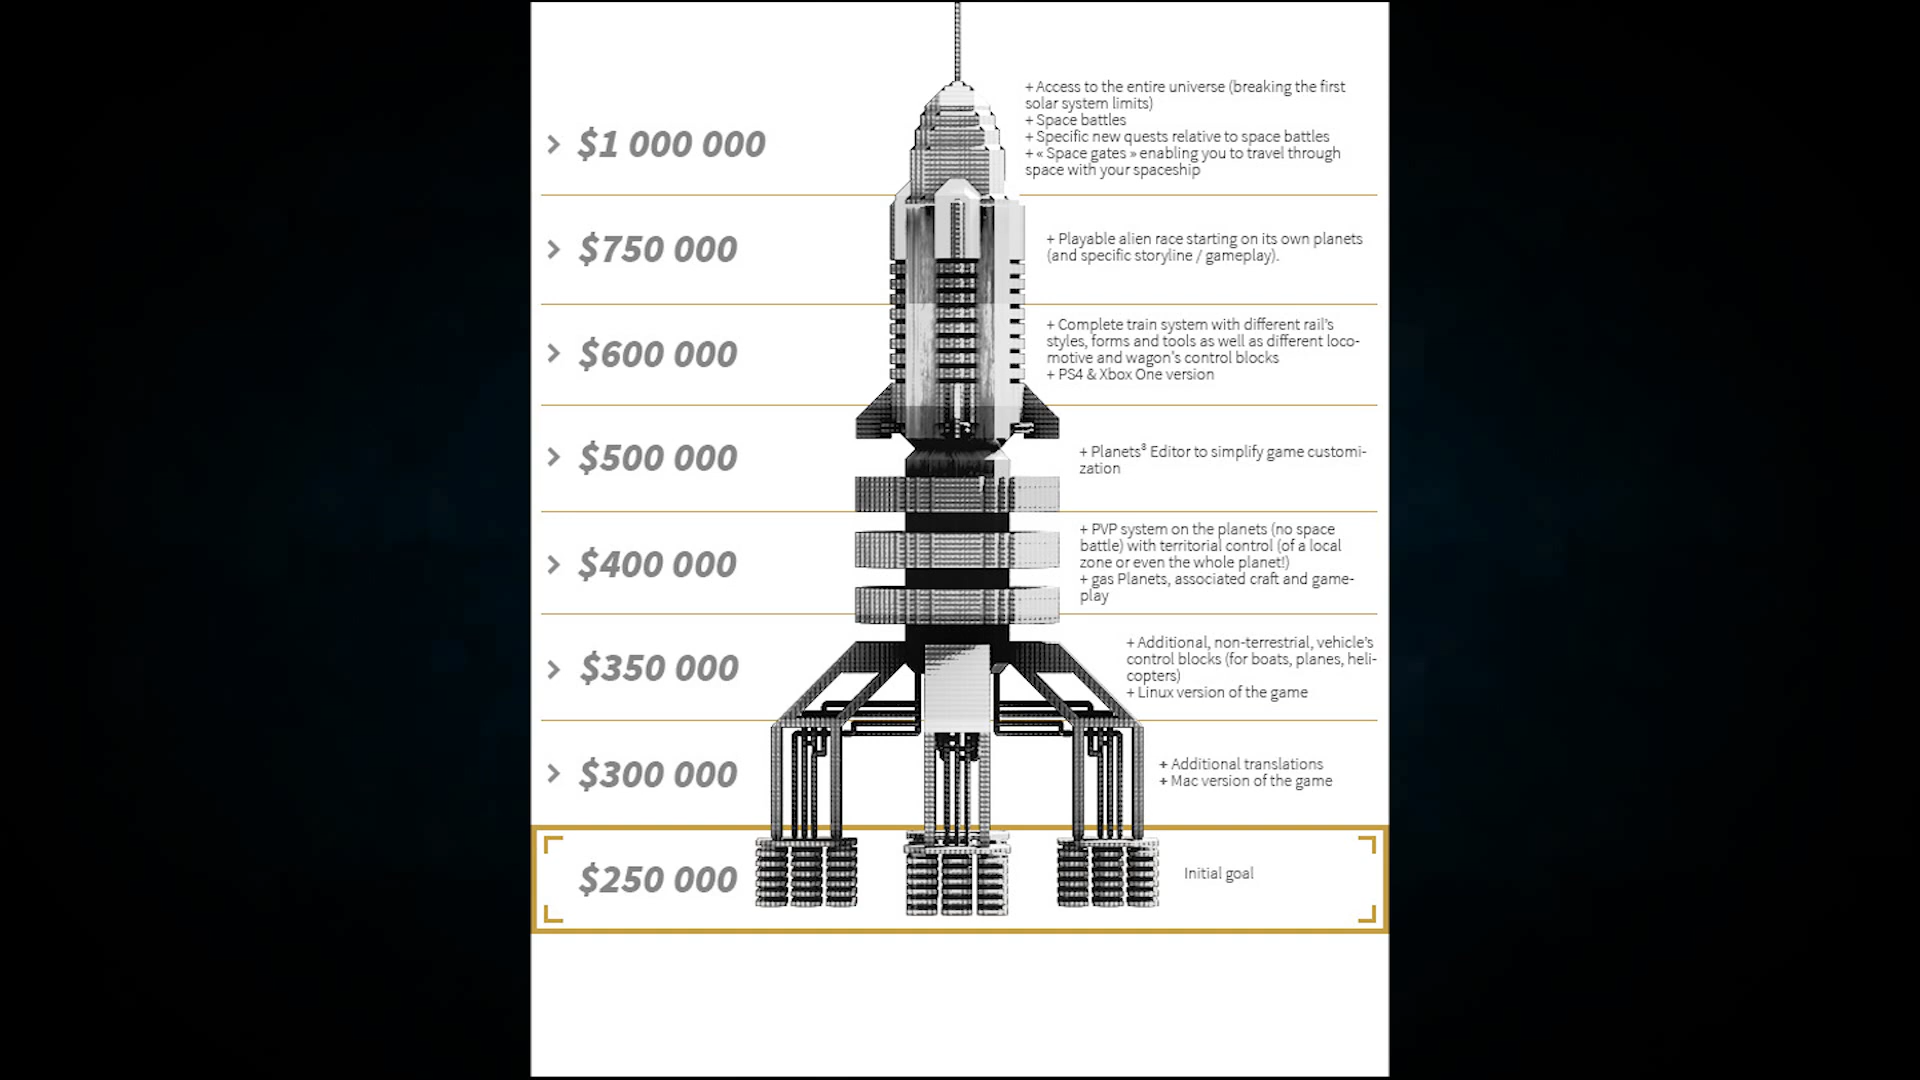 + Access to the entire universe (breaking the first
solar system limits)
+ Space battles
+ Specific new quests relative to space battles
+ « Space gates » enabling you to travel through
space with your spaceship
> $1 000 000
+ Playable alien race starting on its own planets
(and specific storyline / gameplay).
> $750 000
+ Complete train system with different rail's
styles, forms and tools as well as different loco-
motive and wagon's control blocks
+ PS4 & Xbox One version
> $600 000
+ Planets³ Editor to simplify game customi-
zation
> $500 000
+ PVP system on the planets (no space
battle) with territorial control (of a local
zone or even the whole planet!)
+ gas Planets, associated craft and game-
play
> $400 000
+ Additional, non-terrestrial, vehicle's
control blocks (for boats, planes, heli-
copters)
+ Linux version of the game
> $350 000
+ Additional translations
+ Mac version of the game
> $300 000
$250 000
Initial goal